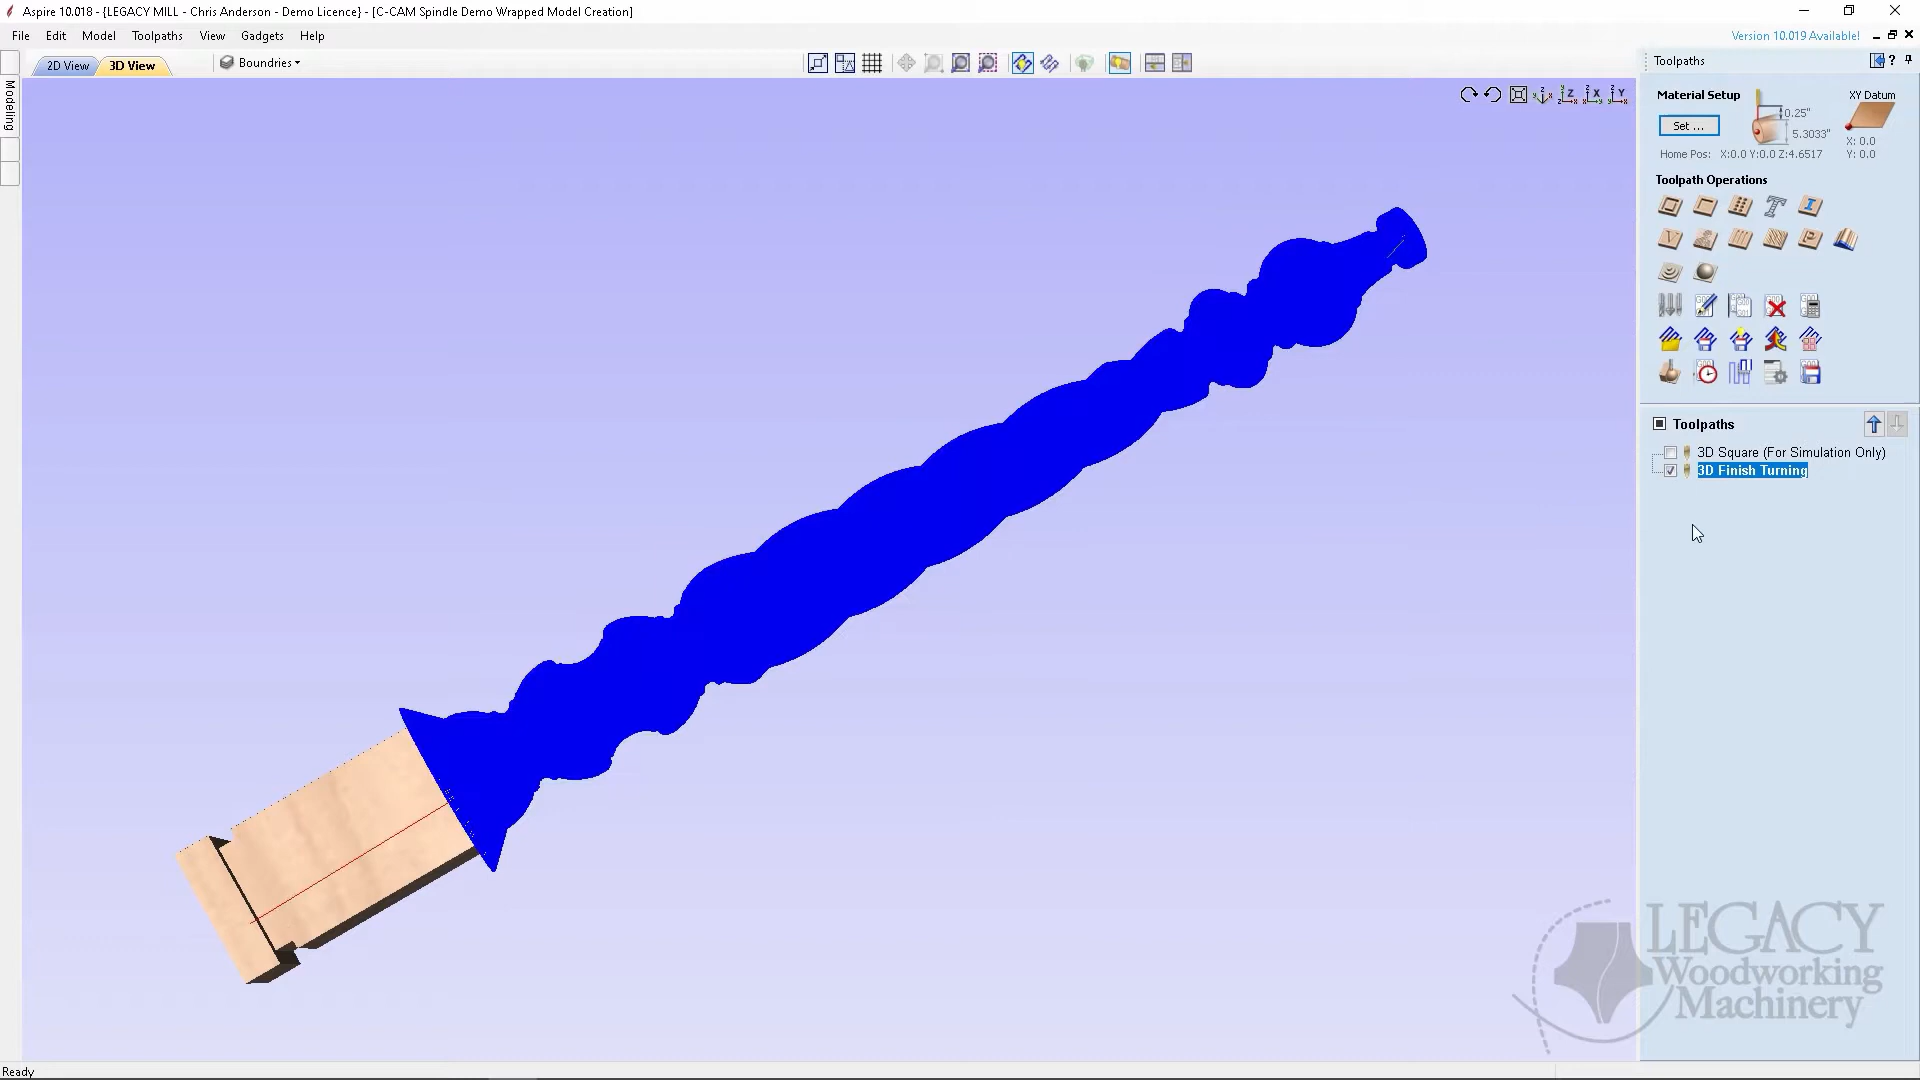 Aspire 10.018 - {LEGACY MILL - Chris Anderson - Demo Licence} - [C-CAM Spindle Demo Wrapped Model Creation]
File Edit Model Toolpaths View Gadgets Help
Version 10.019 Available!
2D View 3D View Boundries
Toolpaths
Modeling
Material Setup
XY Datum
0.25"
Set ...
5.3033"
X: 0.0
Home Pos: X:0.0 Y:0.0 Z:4.6517
Y: 0.0
Toolpath Operations
Toolpaths
3D Square (For Simulation Only)
3D Finish Turning
LEGACY
Woodworking
Machinery
Ready